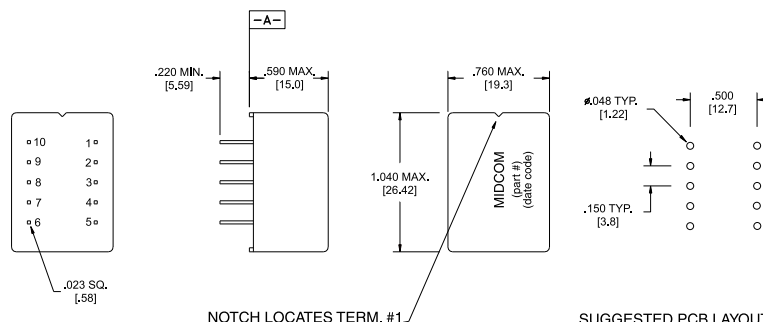 -A-
.220 MIN.
[5.59]
.590 MAX.
[15.0]
.760 MAX.
[19.3]
ø.048 TYP.
[1.22]
.500
[12.7]
10 1
9 2
8 3
7 4
6 5
.023 SQ.
[.58]
1.040 MAX.
[26.42]
MIDCOM
(part #)
(date code)
.150 TYP.
[3.8]
NOTCH LOCATES TERM. #1
SUGGESTED PCB LAYOUT